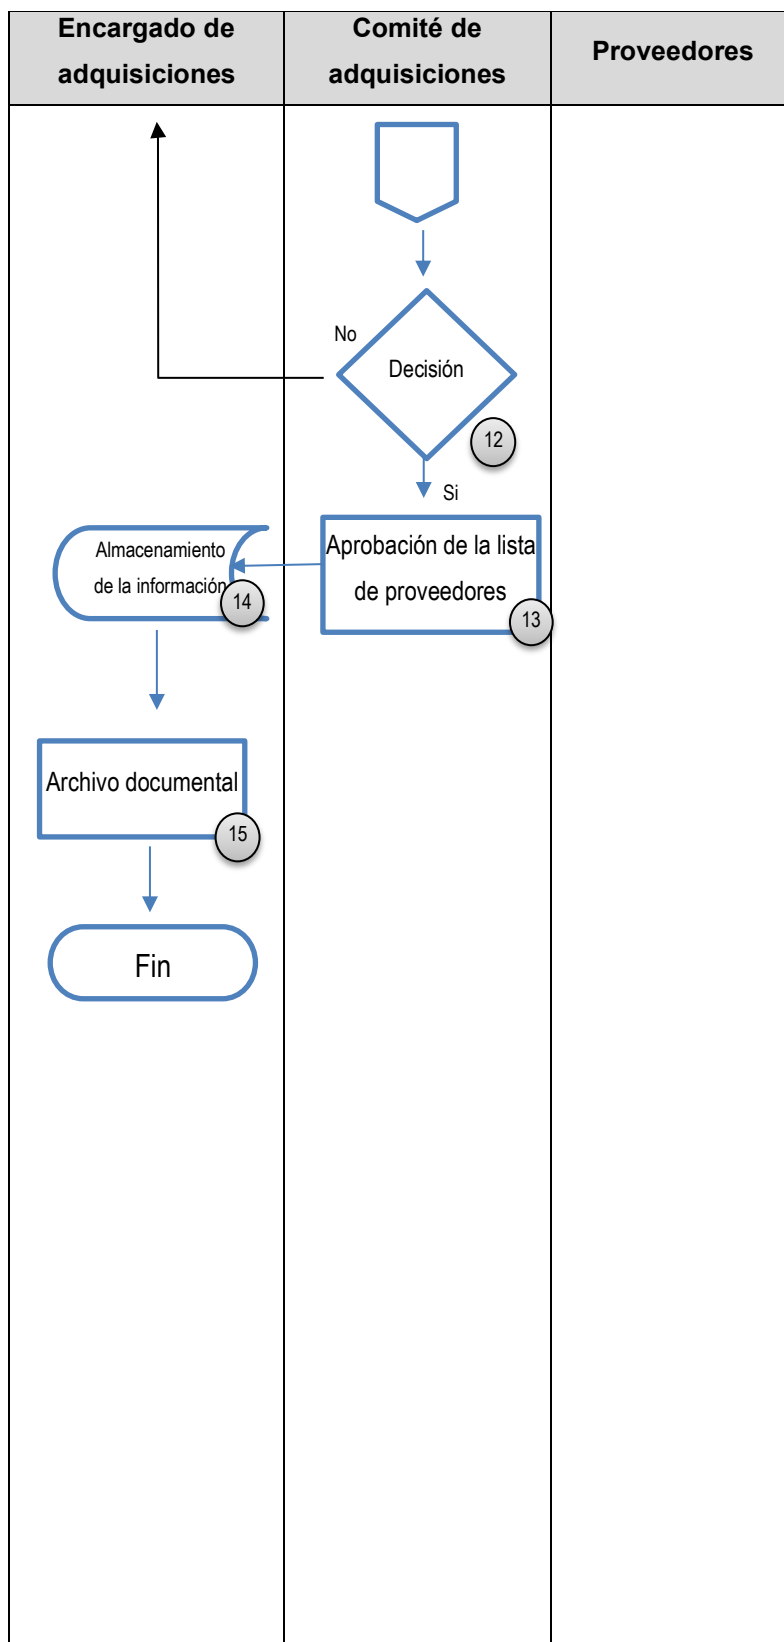 Encargado de
adquisiciones
Comité de
adquisiciones
Proveedores
No
Decisión
12
Si
Aprobación de la lista
de proveedores
13
Almacenamiento
de la información
14
Archivo documental
15
Fin